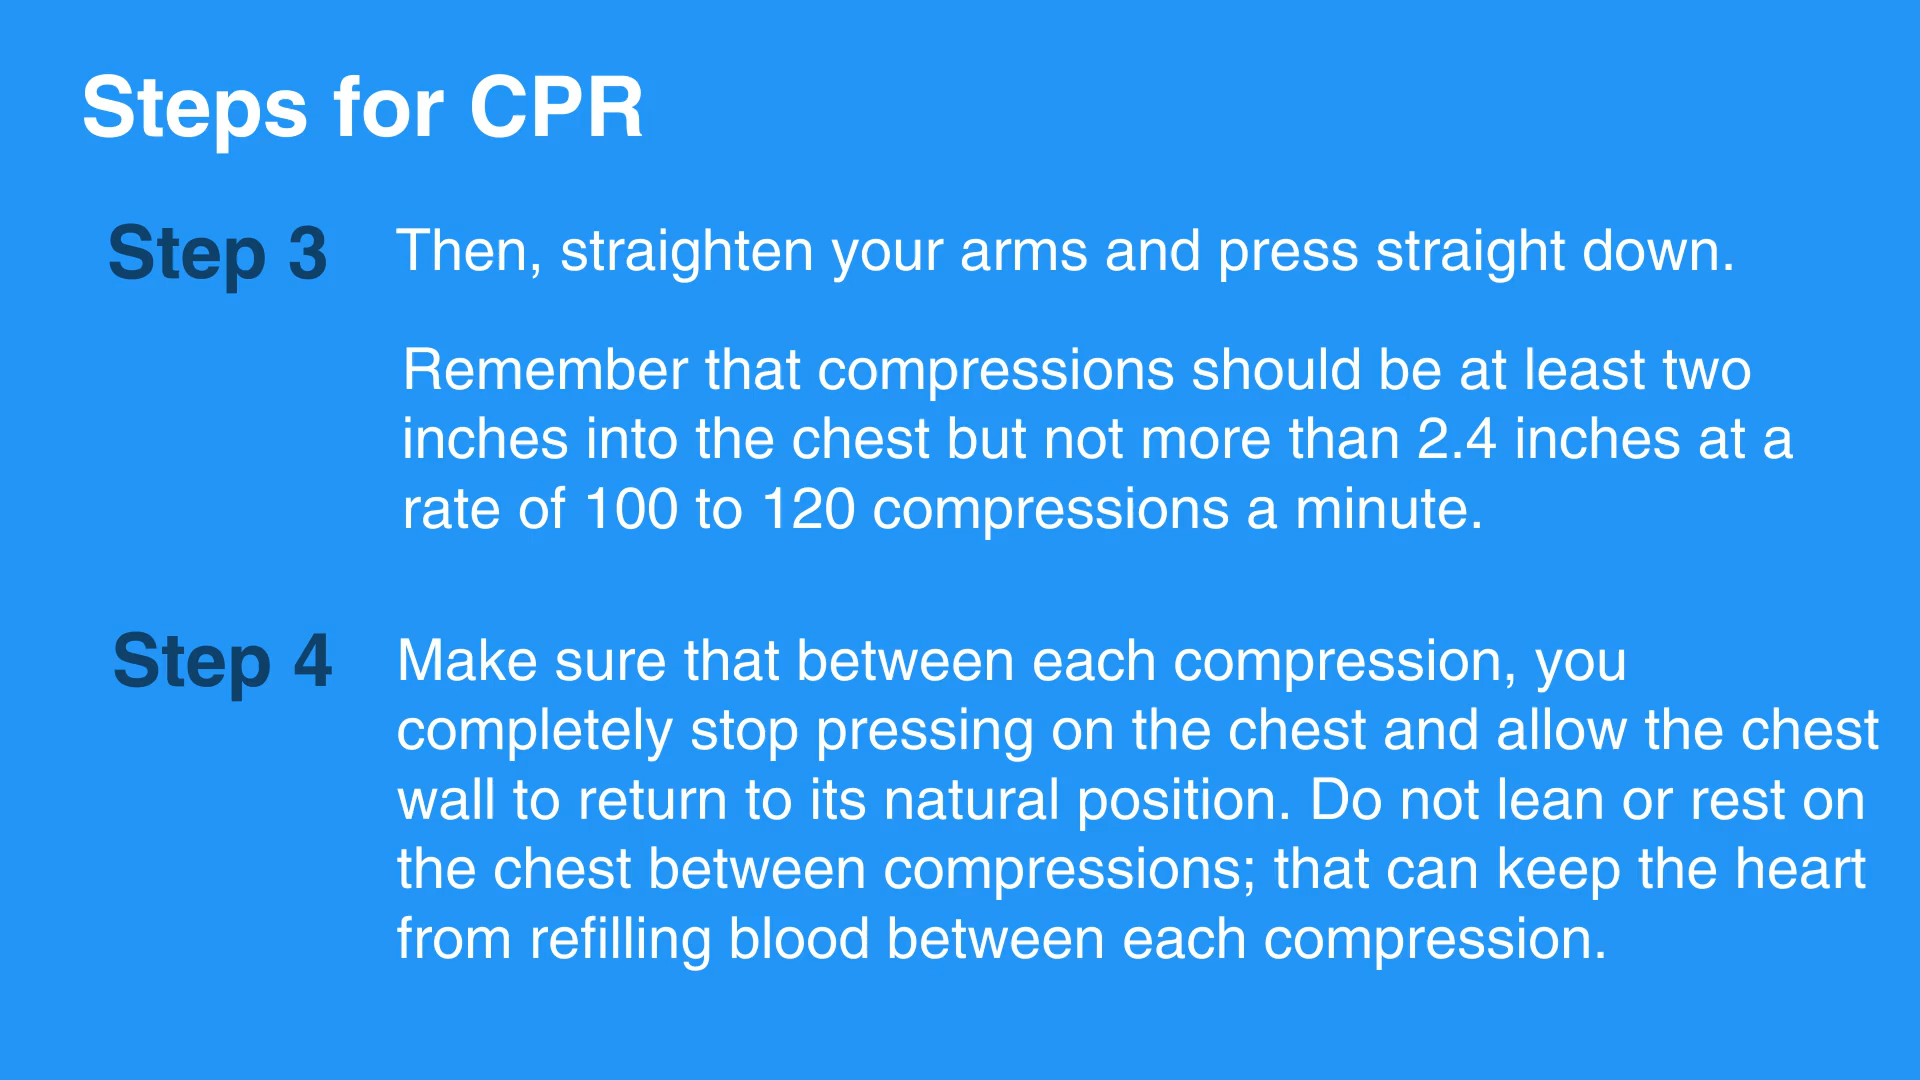 Steps for CPR
Step 3 Then, straighten your arms and press straight down.
Remember that compressions should be at least two
inches into the chest but not more than 2.4 inches at a
rate of 100 to 120 compressions a minute.
Step 4 Make sure that between each compression, you
completely stop pressing on the chest and allow the chest
wall to return to its natural position. Do not lean or rest on
the chest between compressions; that can keep the heart
from refilling blood between each compression.